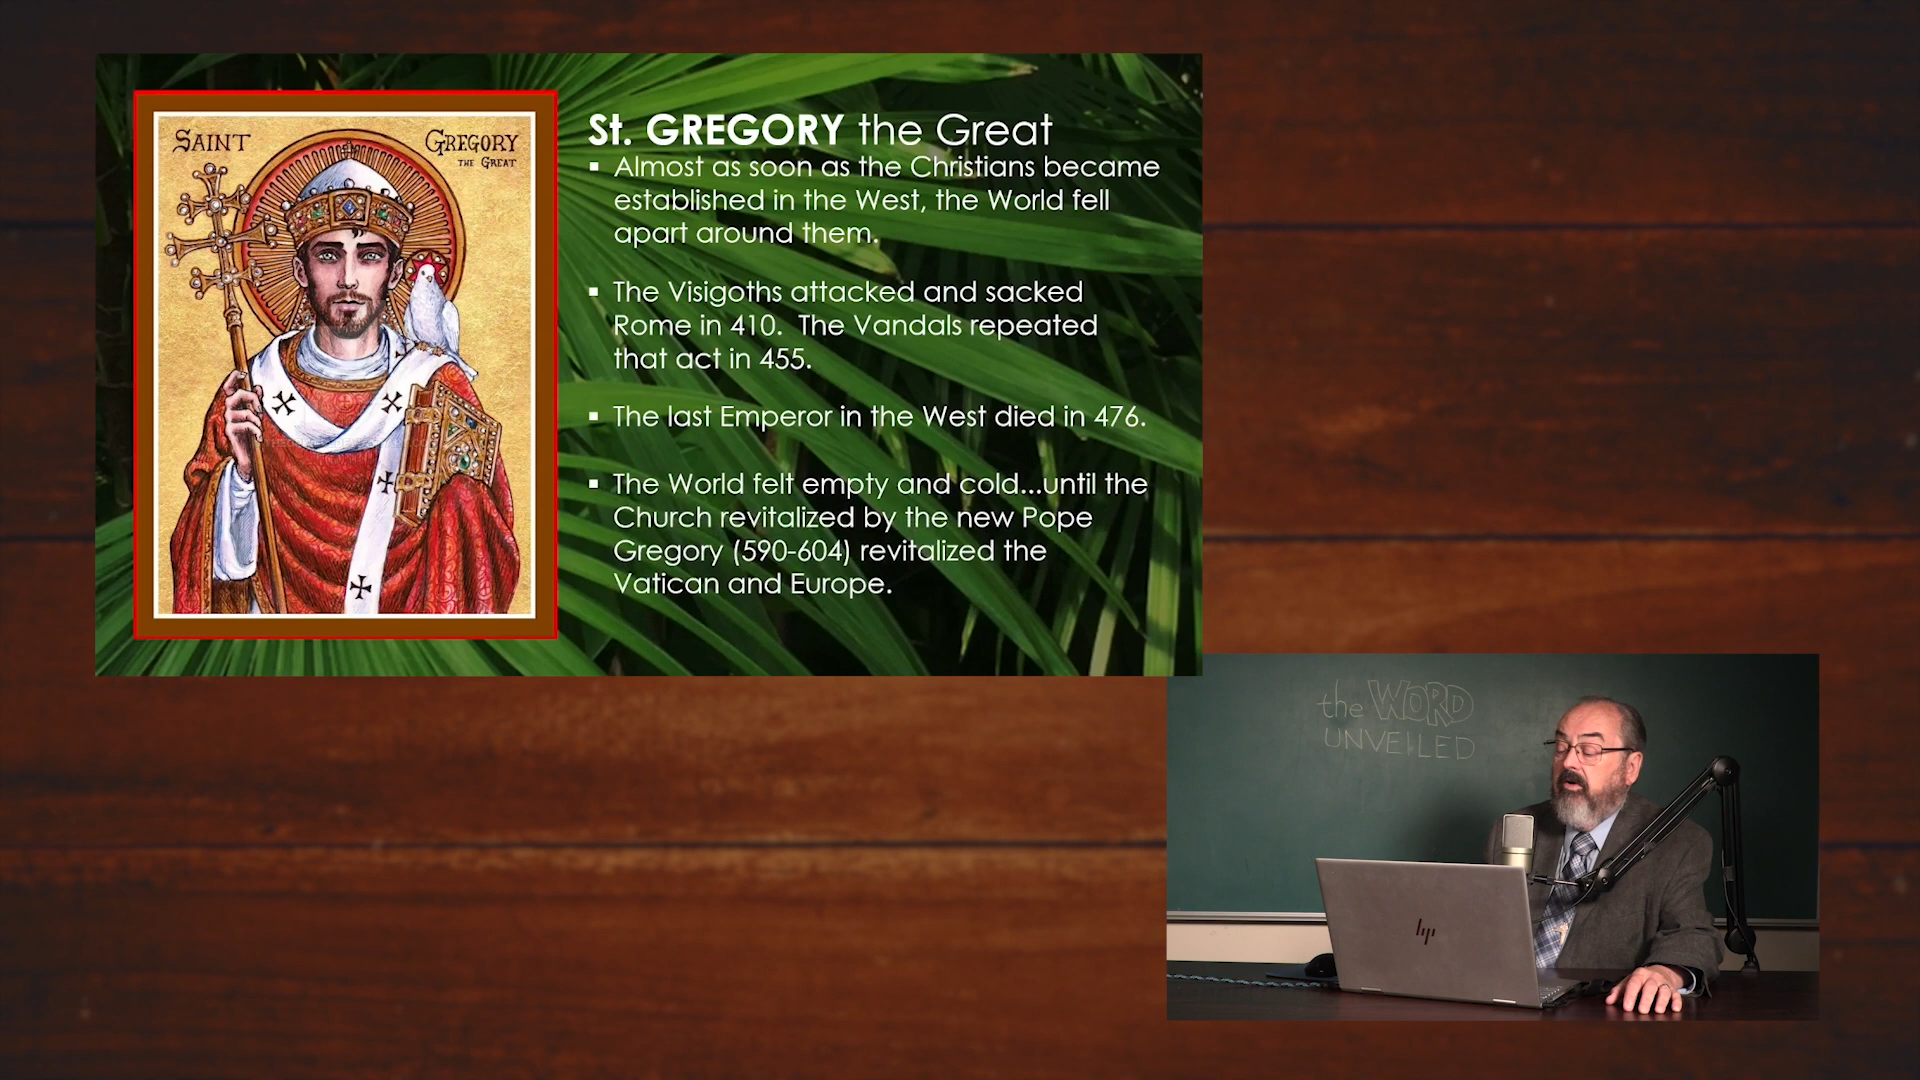 SAINT GREGORY
THE GREAT
St. GREGORY the Great
▪ Almost as soon as the Christians became
established in the West, the World fell
apart around them.
▪ The Visigoths attacked and sacked
Rome in 410. The Vandals repeated
that act in 455.
▪ The last Emperor in the West died in 476.
▪ The World felt empty and cold...until the
Church revitalized by the new Pope
Gregory (590-604) revitalized the
Vatican and Europe.
the WORD
UNVEILED
hp